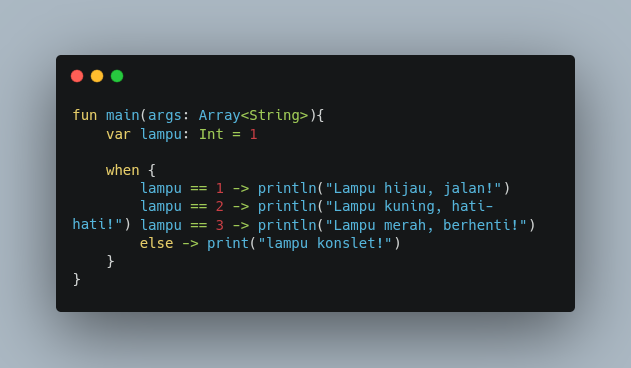 fun main(args: Array<String>){
    var lampu: Int = 1

    when {
        lampu == 1 -> println("Lampu hijau, jalan!")
        lampu == 2 -> println("Lampu kuning, hati-
hati!") lampu == 3 -> println("Lampu merah, berhenti!")
        else -> print("lampu konslet!")
    }
}